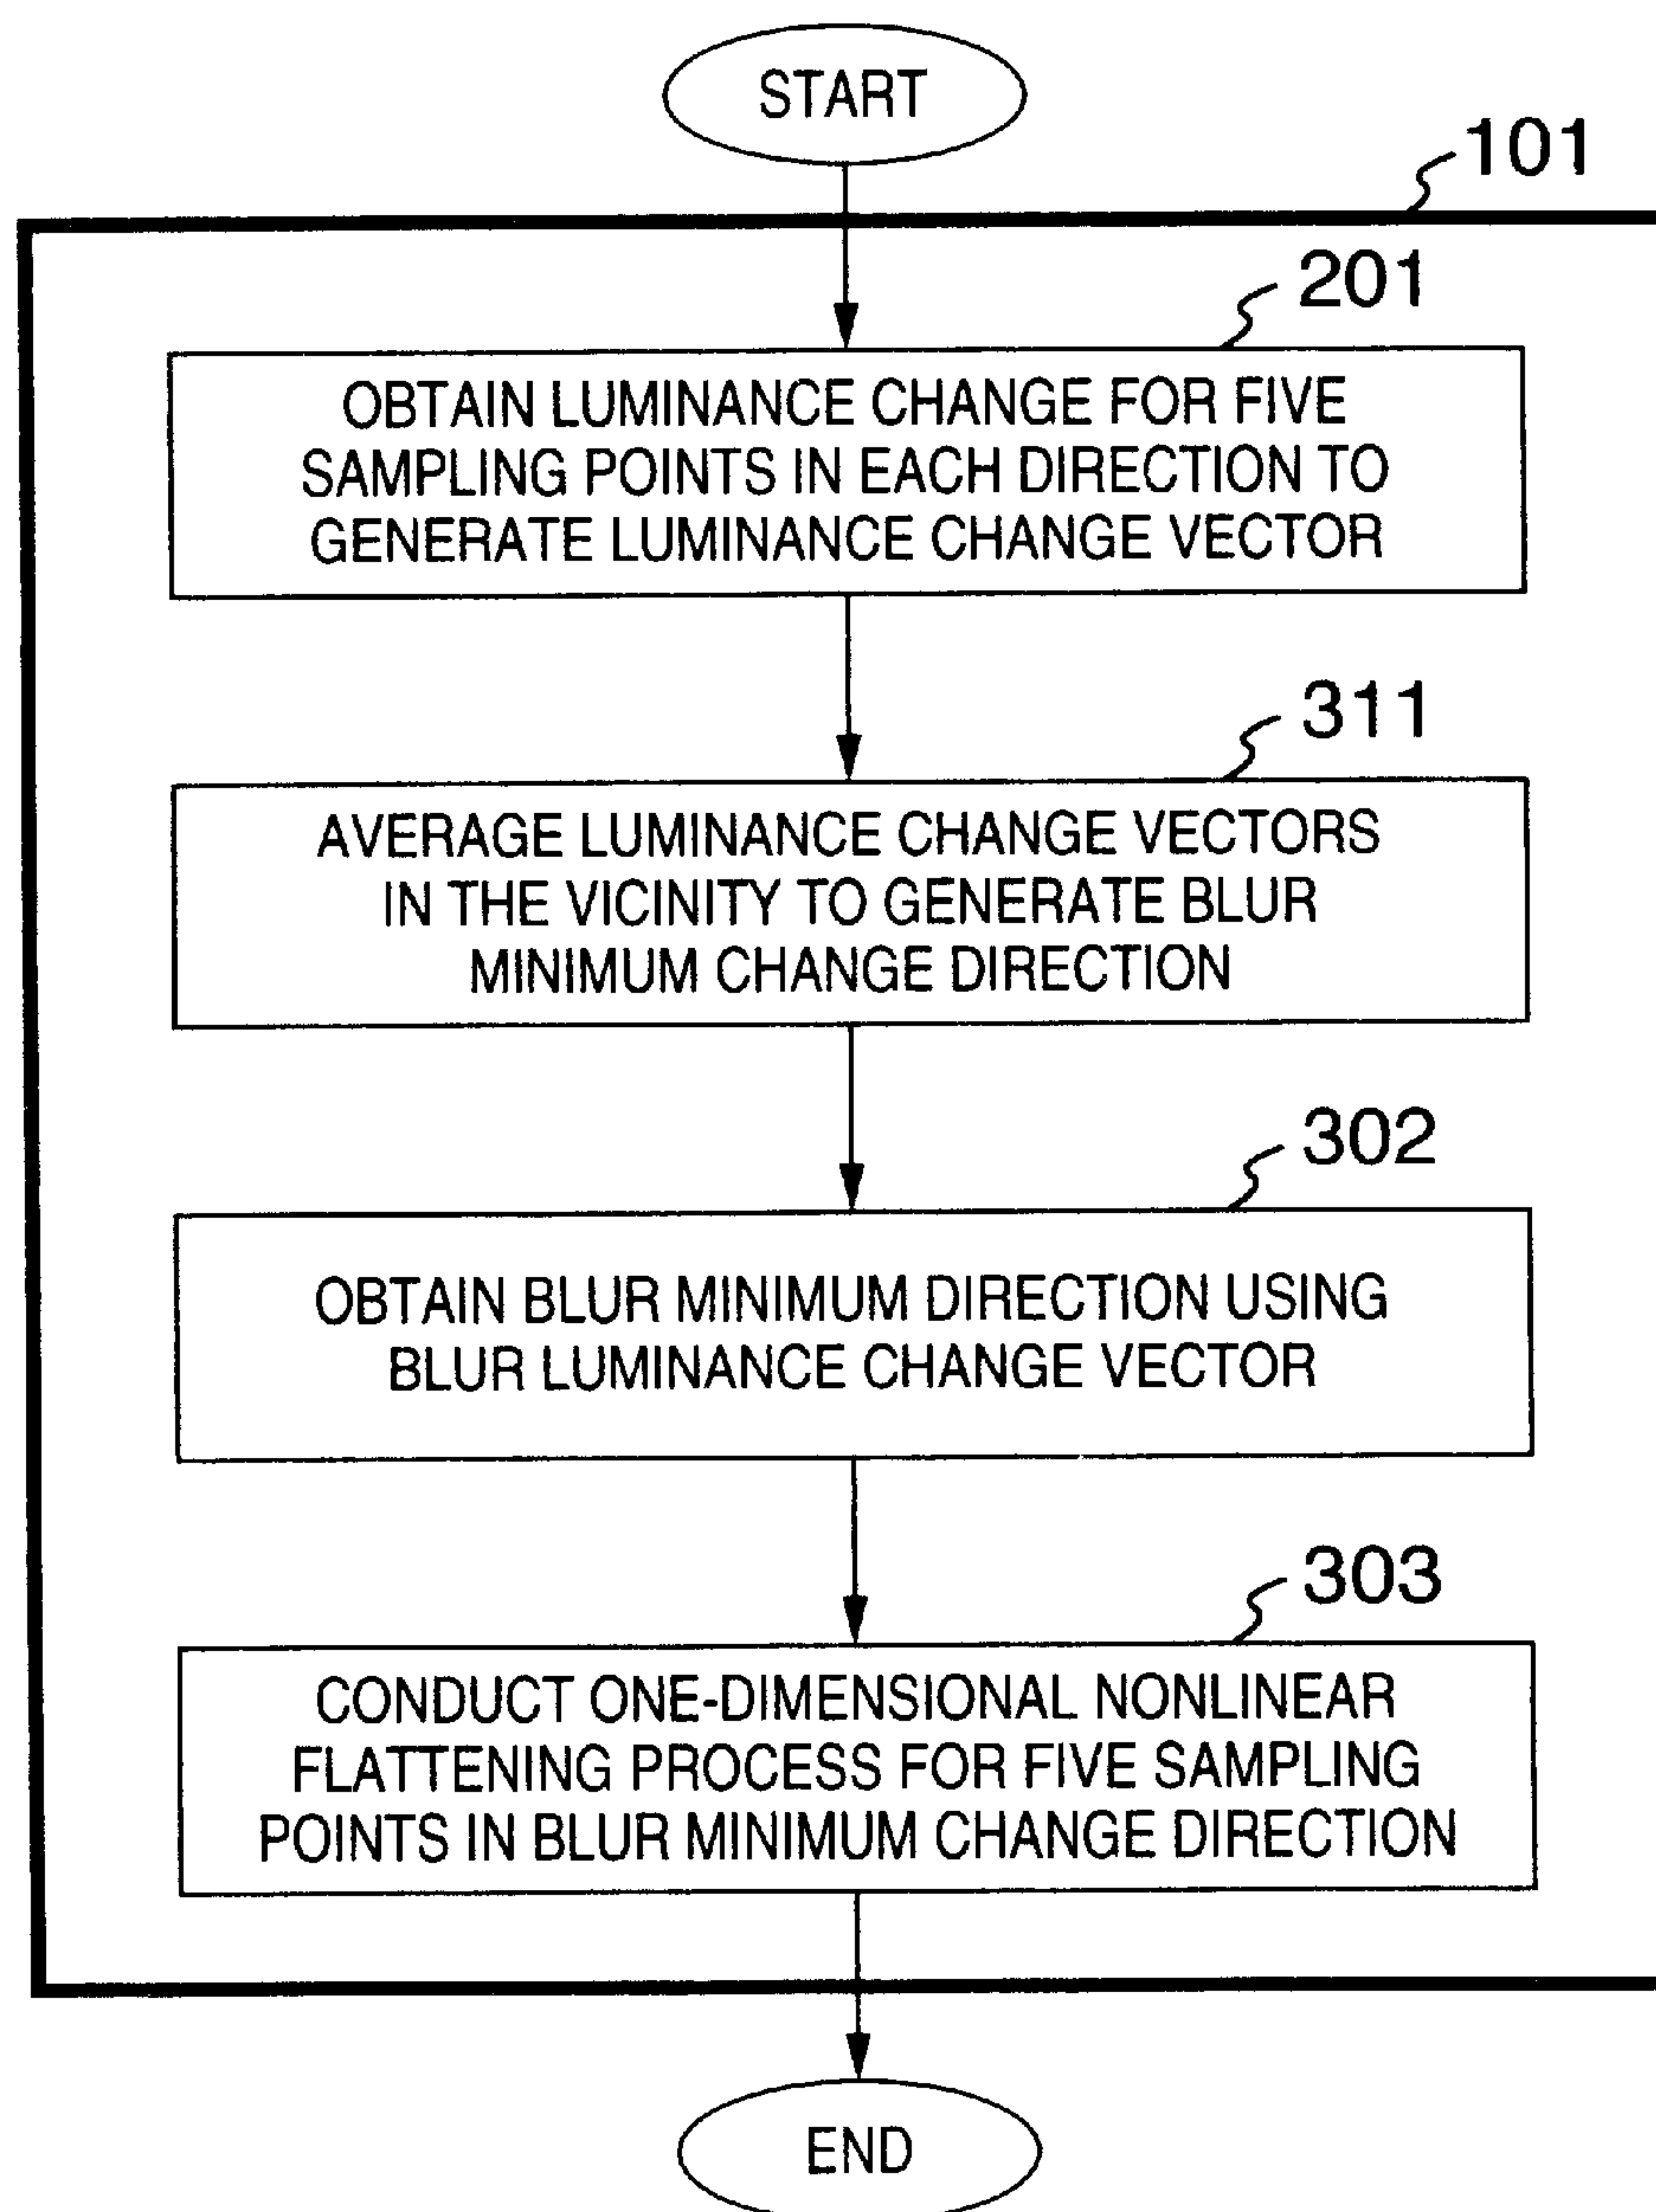 START
101
201
OBTAIN LUMINANCE CHANGE FOR FIVE
SAMPLING POINTS IN EACH DIRECTION TO
GENERATE LUMINANCE CHANGE VECTOR
311
AVERAGE LUMINANCE CHANGE VECTORS
IN THE VICINITY TO GENERATE BLUR
MINIMUM CHANGE DIRECTION
302
OBTAIN BLUR MINIMUM DIRECTION USING
BLUR LUMINANCE CHANGE VECTOR
303
CONDUCT ONE-DIMENSIONAL NONLINEAR
FLATTENING PROCESS FOR FIVE SAMPLING
POINTS IN BLUR MINIMUM CHANGE DIRECTION
END